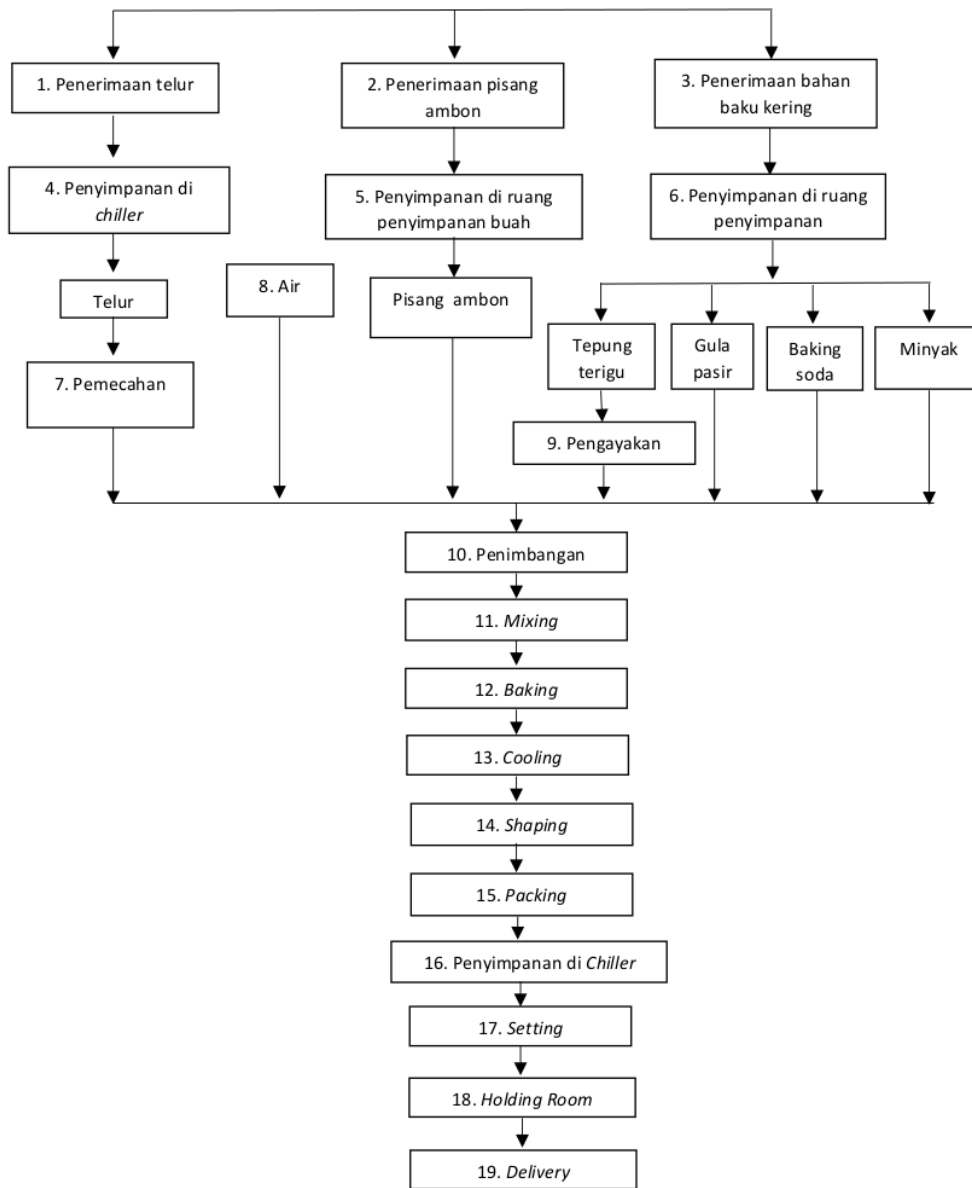 1. Penerimaan telur
2. Penerimaan pisang
ambon
3. Penerimaan bahan
baku kering
4. Penyimpanan di
chiller
5. Penyimpanan di ruang
penyimpanan buah
6. Penyimpanan di ruang
penyimpanan
Telur
8. Air
Pisang ambon
Tepung
terigu
Gula
pasir
Baking
soda
Minyak
7. Pemecahan
9. Pengayakan
10. Penimbangan
11. Mixing
12. Baking
13. Cooling
14. Shaping
15. Packing
16. Penyimpanan di Chiller
17. Setting
18. Holding Room
19. Delivery